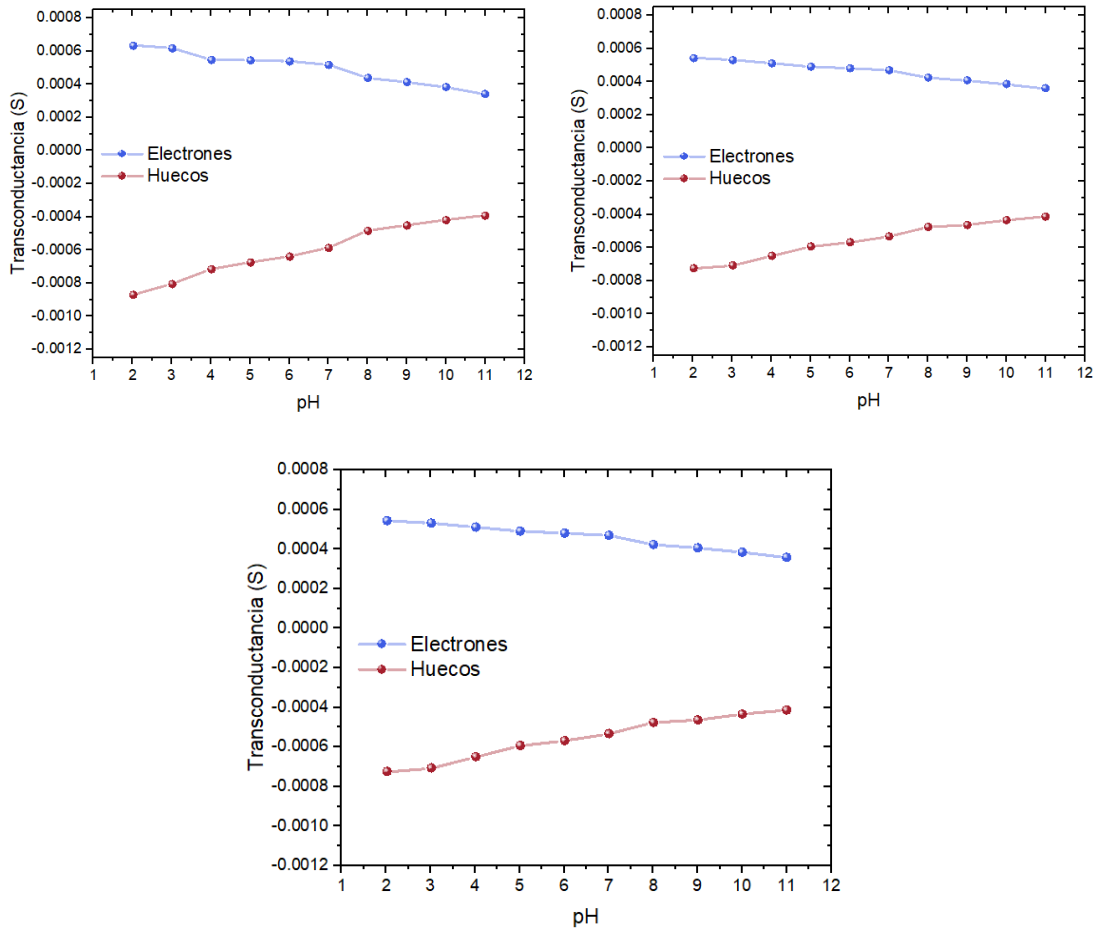 0.0008
0.0006
0.0004
0.0002
0.0000
-0.0002
-0.0004
-0.0006
-0.0008
-0.0010
-0.0012
Transconductancia (S)
Electrones
Huecos
1 2 3 4 5 6 7 8 9 10 11 12
pH
0.0008
0.0006
0.0004
0.0002
0.0000
-0.0002
-0.0004
-0.0006
-0.0008
-0.0010
-0.0012
Transconductancia (S)
Electrones
Huecos
1 2 3 4 5 6 7 8 9 10 11 12
pH
0.0008
0.0006
0.0004
0.0002
0.0000
-0.0002
-0.0004
-0.0006
-0.0008
-0.0010
-0.0012
Transconductancia (S)
Electrones
Huecos
1 2 3 4 5 6 7 8 9 10 11 12
pH